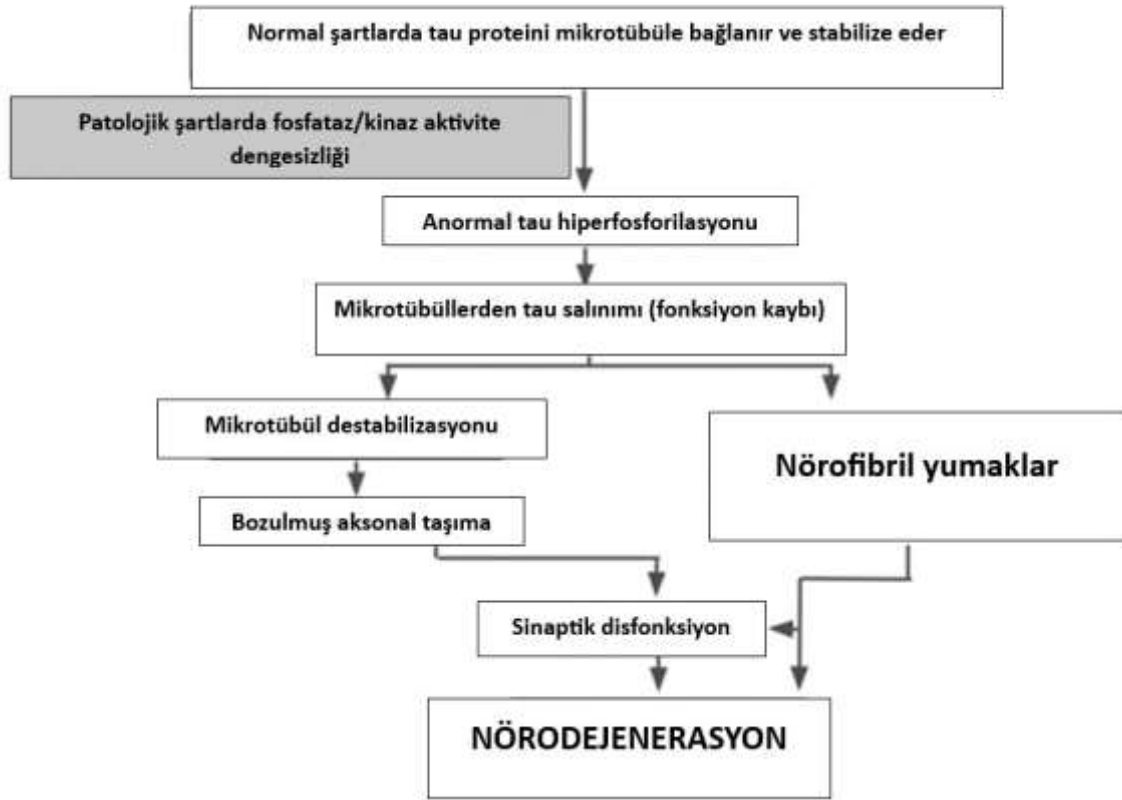 Normal şartlarda tau proteini mikrotübüle bağlanır ve stabilize eder
Patolojik şartlarda fosfataz/kinaz aktivite
dengesizliği
Anormal tau hiperfosforilasyonu
Mikrotübüllerden tau salınımı (fonksiyon kaybı)
Mikrotübül destabilizasyonu
Nörofibril yumaklar
Bozulmuş aksonal taşıma
Sinaptik disfonksiyon
NÖRODEJENERASYON